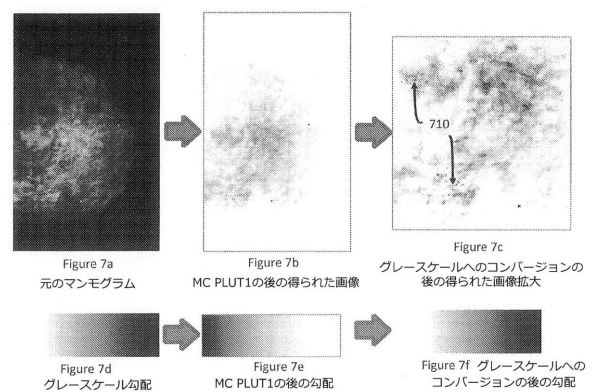 710
Figure 7a
元のマンモグラム
Figure 7b
MC PLUT1の後の得られた画像
Figure 7c
グレースケールへのコンバージョンの
後の得られた画像拡大
Figure 7d
グレースケール勾配
Figure 7e
MC PLUT1の後の勾配
Figure 7f グレースケールへの
コンバージョンの後の勾配